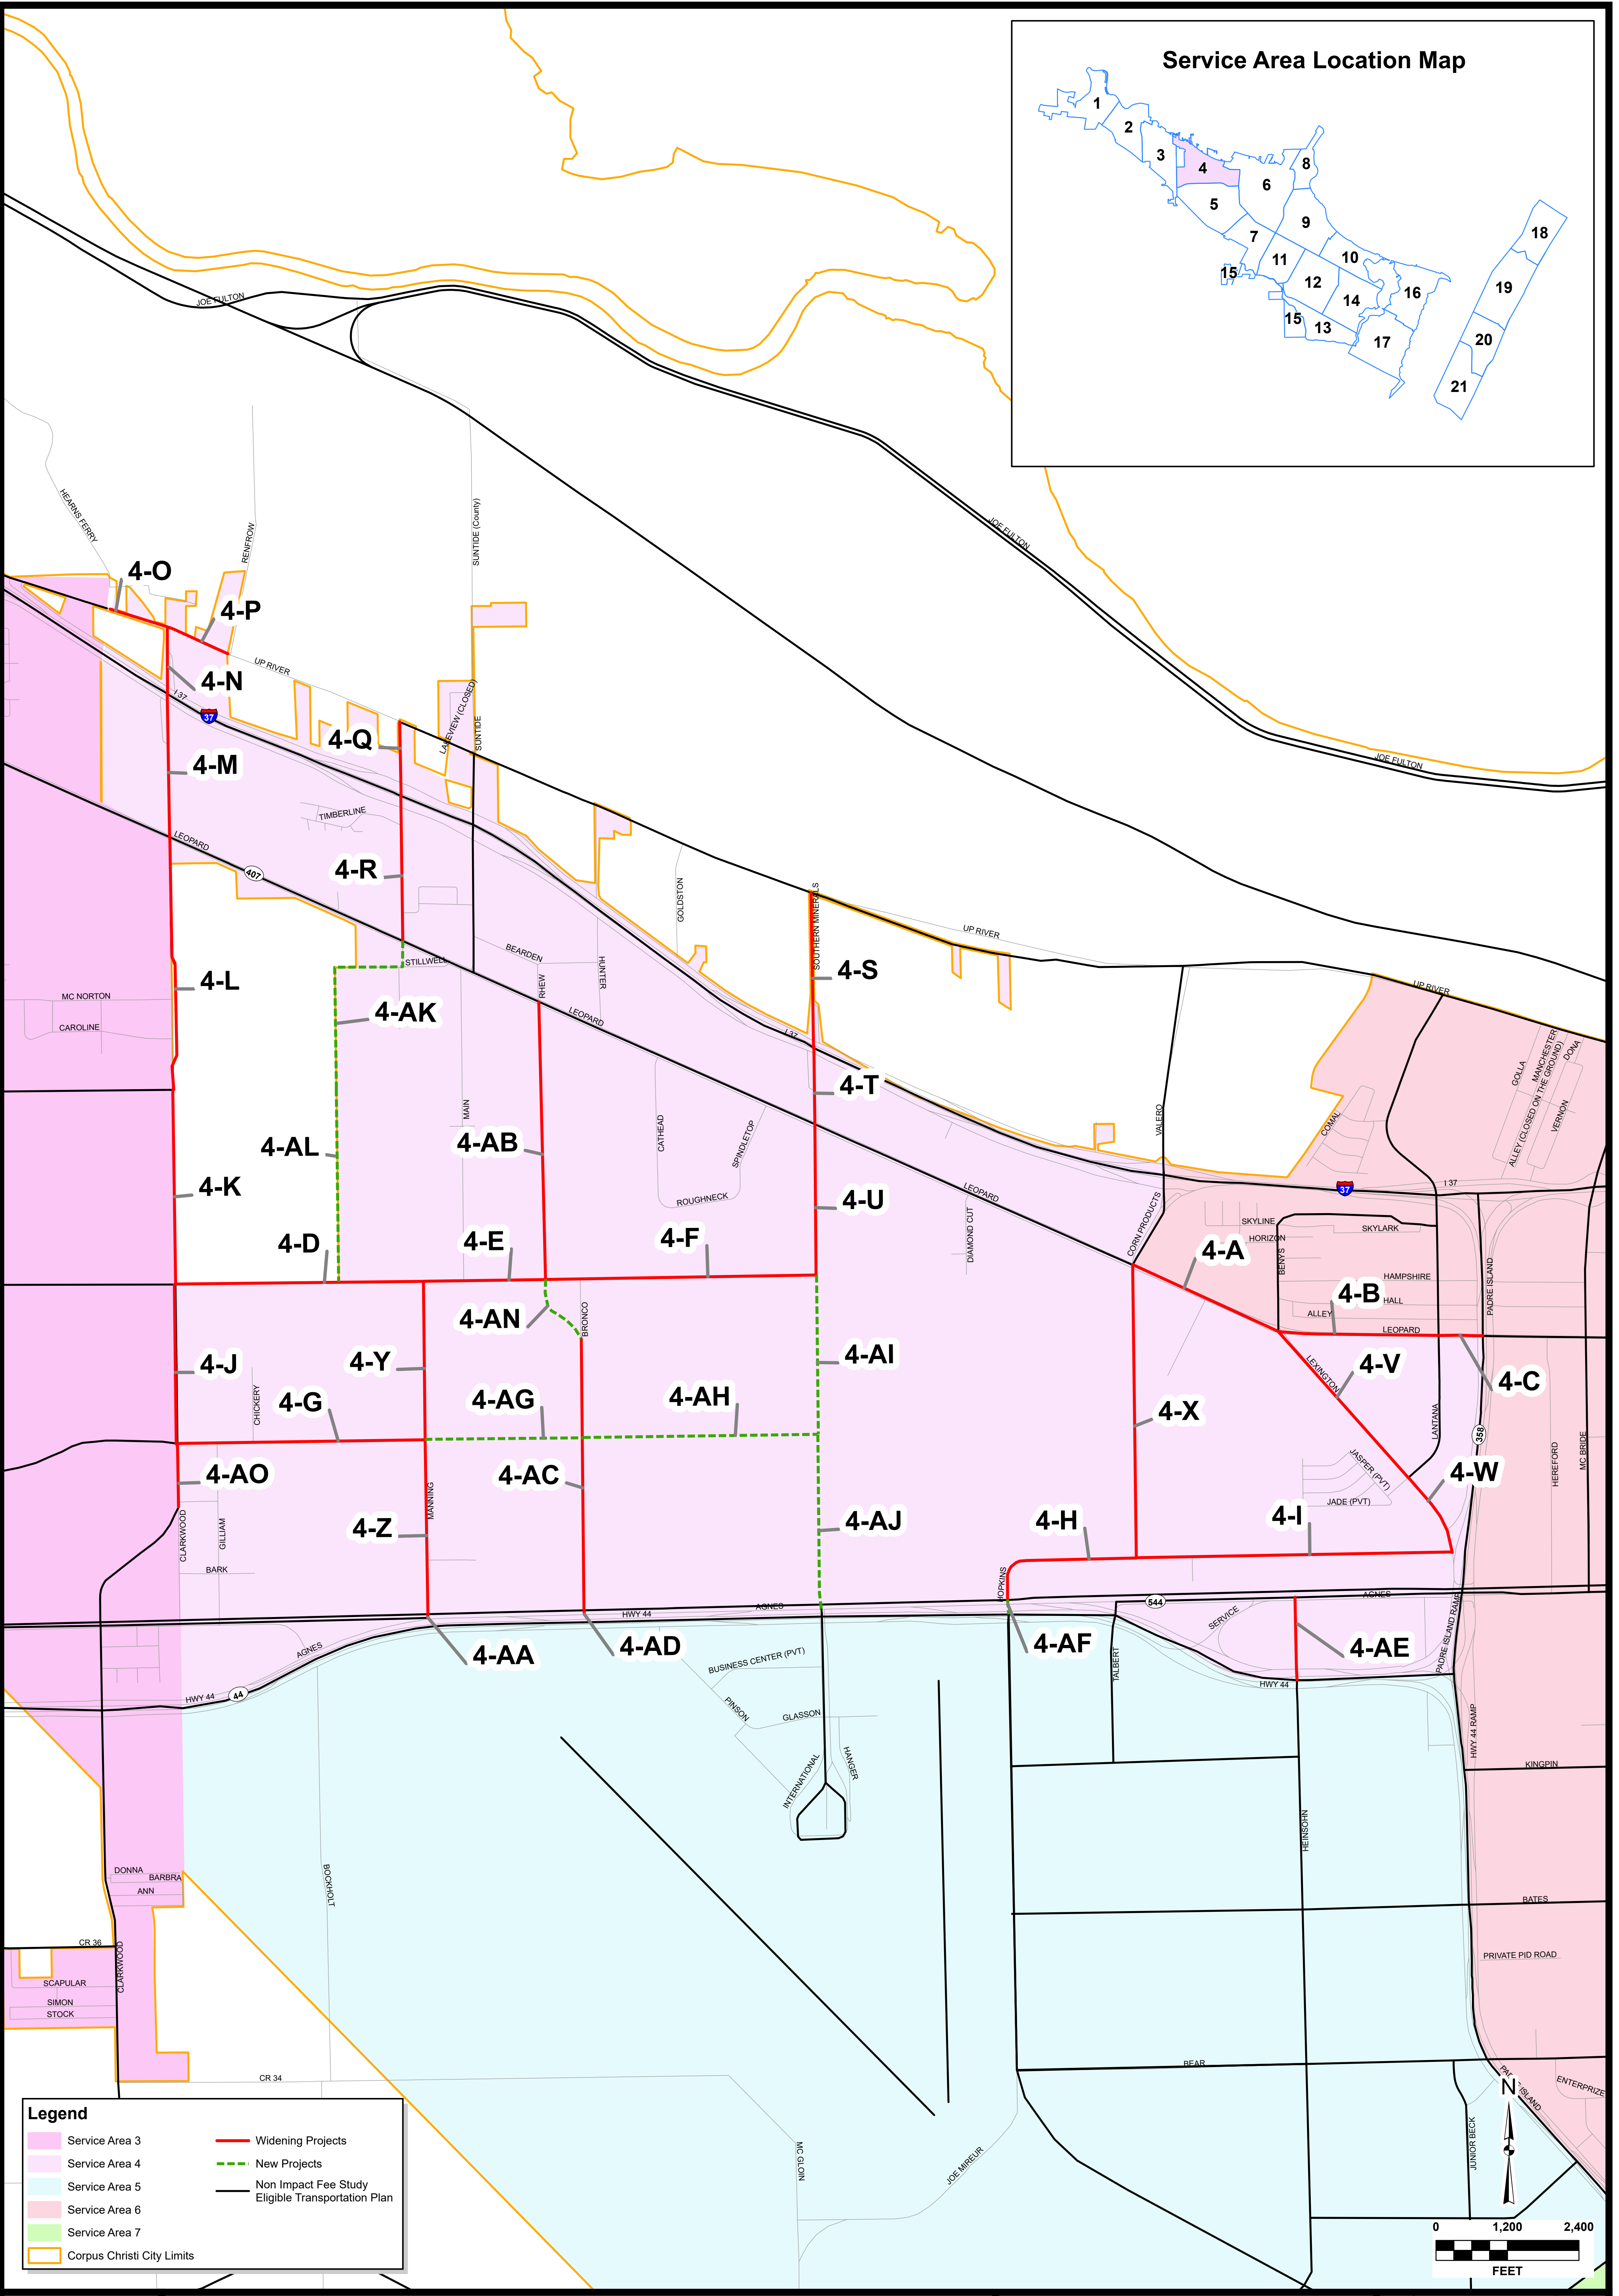 Service Area Location Map
1
2
3
4
5
6
7
8
9
10
11
12
13
14
15
15
16
17
18
19
20
21
JOE FULTON
JOE FULTON
JOE FULTON
HEARNS FERRY
RENFROW
SUNTIDE (County)
4-O
4-P
UP RIVER
4-N
I 37
37
LAKEVIEW (CLOSED)
SUNTIDE
4-Q
4-M
TIMBERLINE
LEOPARD
407
4-R
GOLDSTON
SOUTHERN MINERALS
UP RIVER
STILLWELL
BEARDEN
HUNTER
RHEW
LEOPARD
4-S
4-L
MC NORTON
CAROLINE
4-AK
I 37
UP RIVER
GOLLA
MANCHESTER
DONA
ALLEY (CLOSED ON THE GROUND)
VERNON
4-T
MAIN
CATHEAD
SPINDLETOP
VALERO
COMAL
4-AL
4-AB
4-K
ROUGHNECK
4-U
LEOPARD
37
I 37
4-D
4-E
4-F
DIAMOND CUT
CORN PRODUCTS
SKYLINE
SKYLARK
HORIZON
BENYS
4-A
HAMPSHIRE
PADRE ISLAND
4-B
HALL
ALLEY
LEOPARD
4-AN
BRONCO
4-J
4-Y
4-AI
LEXINGTON
4-V
4-C
CHICKERY
4-G
4-AG
4-AH
4-X
LANTANA
358
HEREFORD
MC BRIDE
4-AO
4-AC
JASPER (PVT)
4-W
MANNING
JADE (PVT)
CLARKWOOD
GILLIAM
4-Z
4-AJ
4-H
4-I
BARK
HOPKINS
AGNES
HWY 44
544
AGNES
SERVICE
AGNES
4-AA
4-AD
4-AF
4-AE
PADRE ISLAND RAMP
TALBERT
BUSINESS CENTER (PVT)
HWY 44
44
HWY 44
PINSON
GLASSON
HWY 44 RAMP
HANGER
INTERNATIONAL
KINGPIN
HEINSOHN
DONNA
BARBRA
ANN
BOCKHOLT
BATES
CR 36
CLARKWOOD
PRIVATE PID ROAD
SCAPULAR
SIMON
STOCK
BEAR
CR 34
PADRE ISLAND
ENTERPRIZE
N
JUNIOR BECK
MC GLOIN
JOE MIREUR
Legend
Service Area 3
Service Area 4
Service Area 5
Service Area 6
Service Area 7
Corpus Christi City Limits
Widening Projects
New Projects
Non Impact Fee Study
Eligible Transportation Plan
0 1,200 2,400
FEET